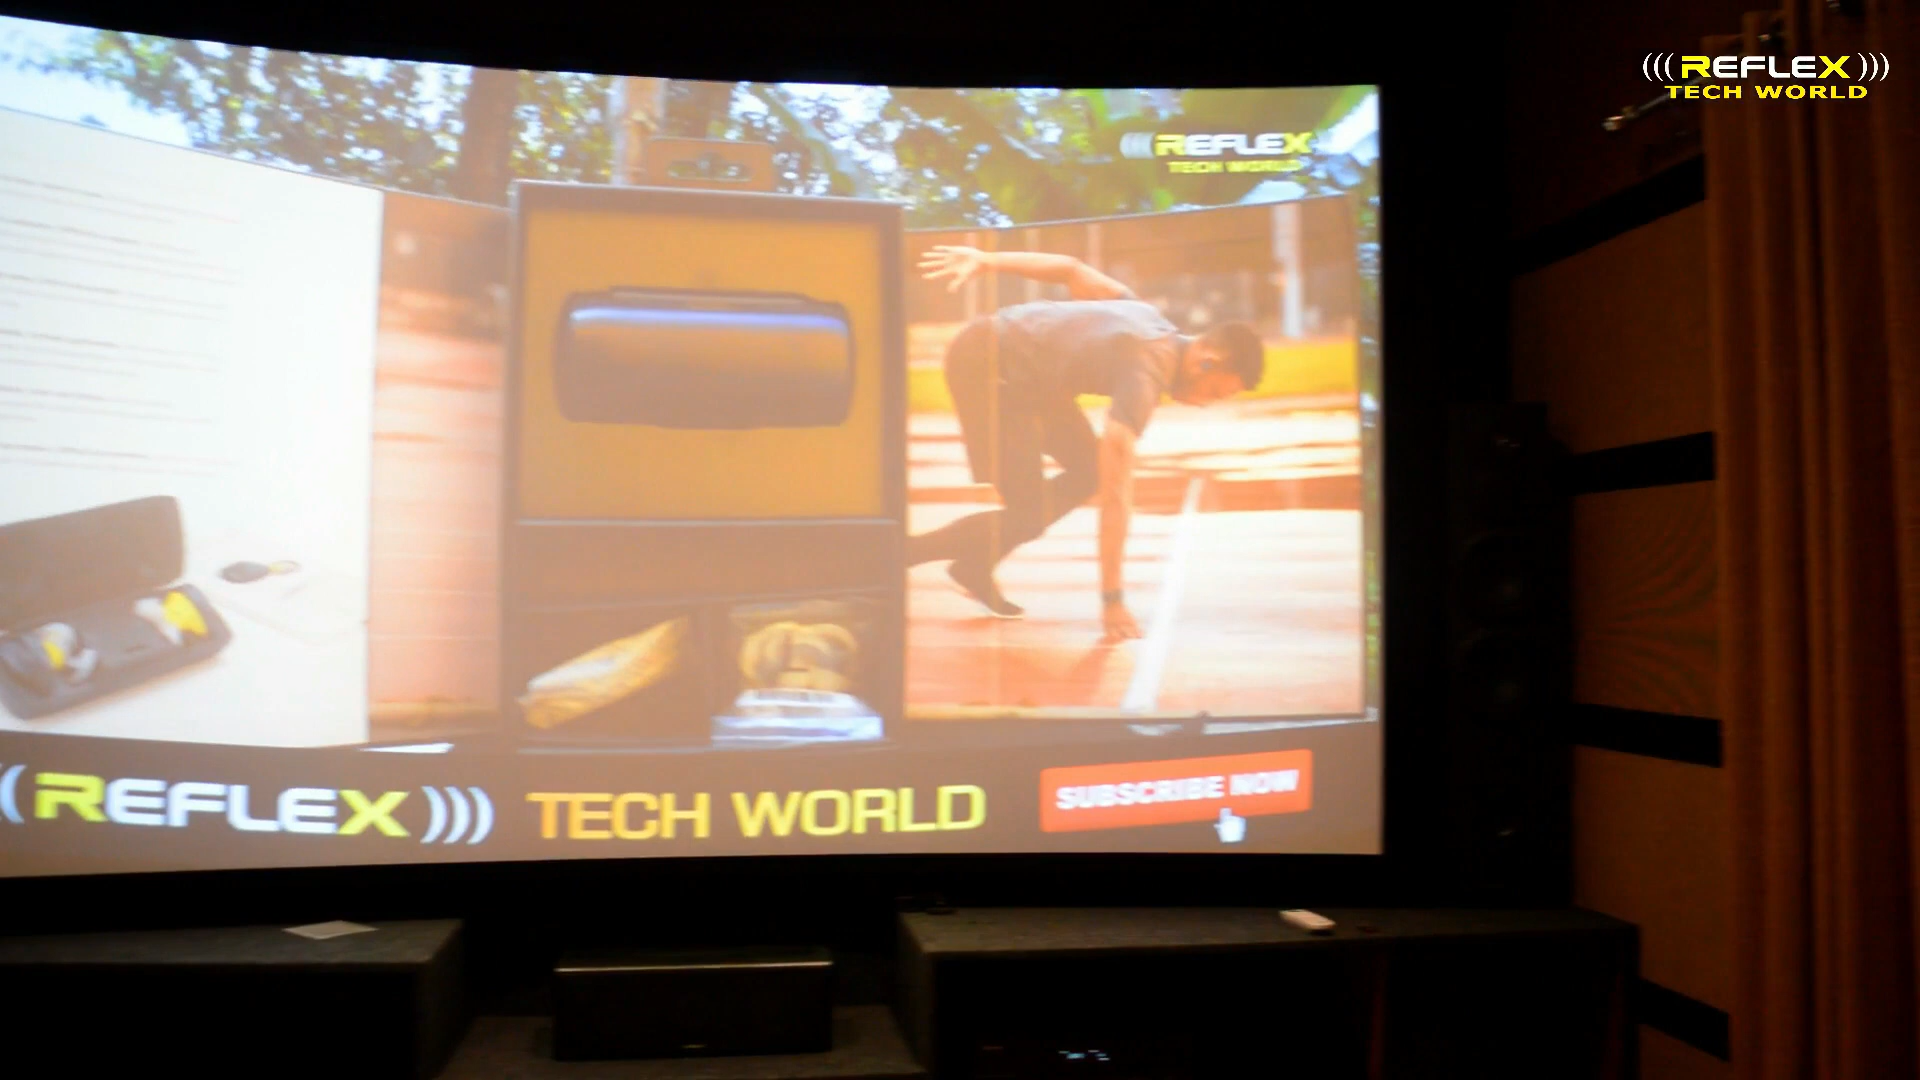 ((( REFLEX )))
TECH WORLD
((( REFLEX
TECH WORLD
( REFLEX ))) TECH WORLD
SUBSCRIBE NOW